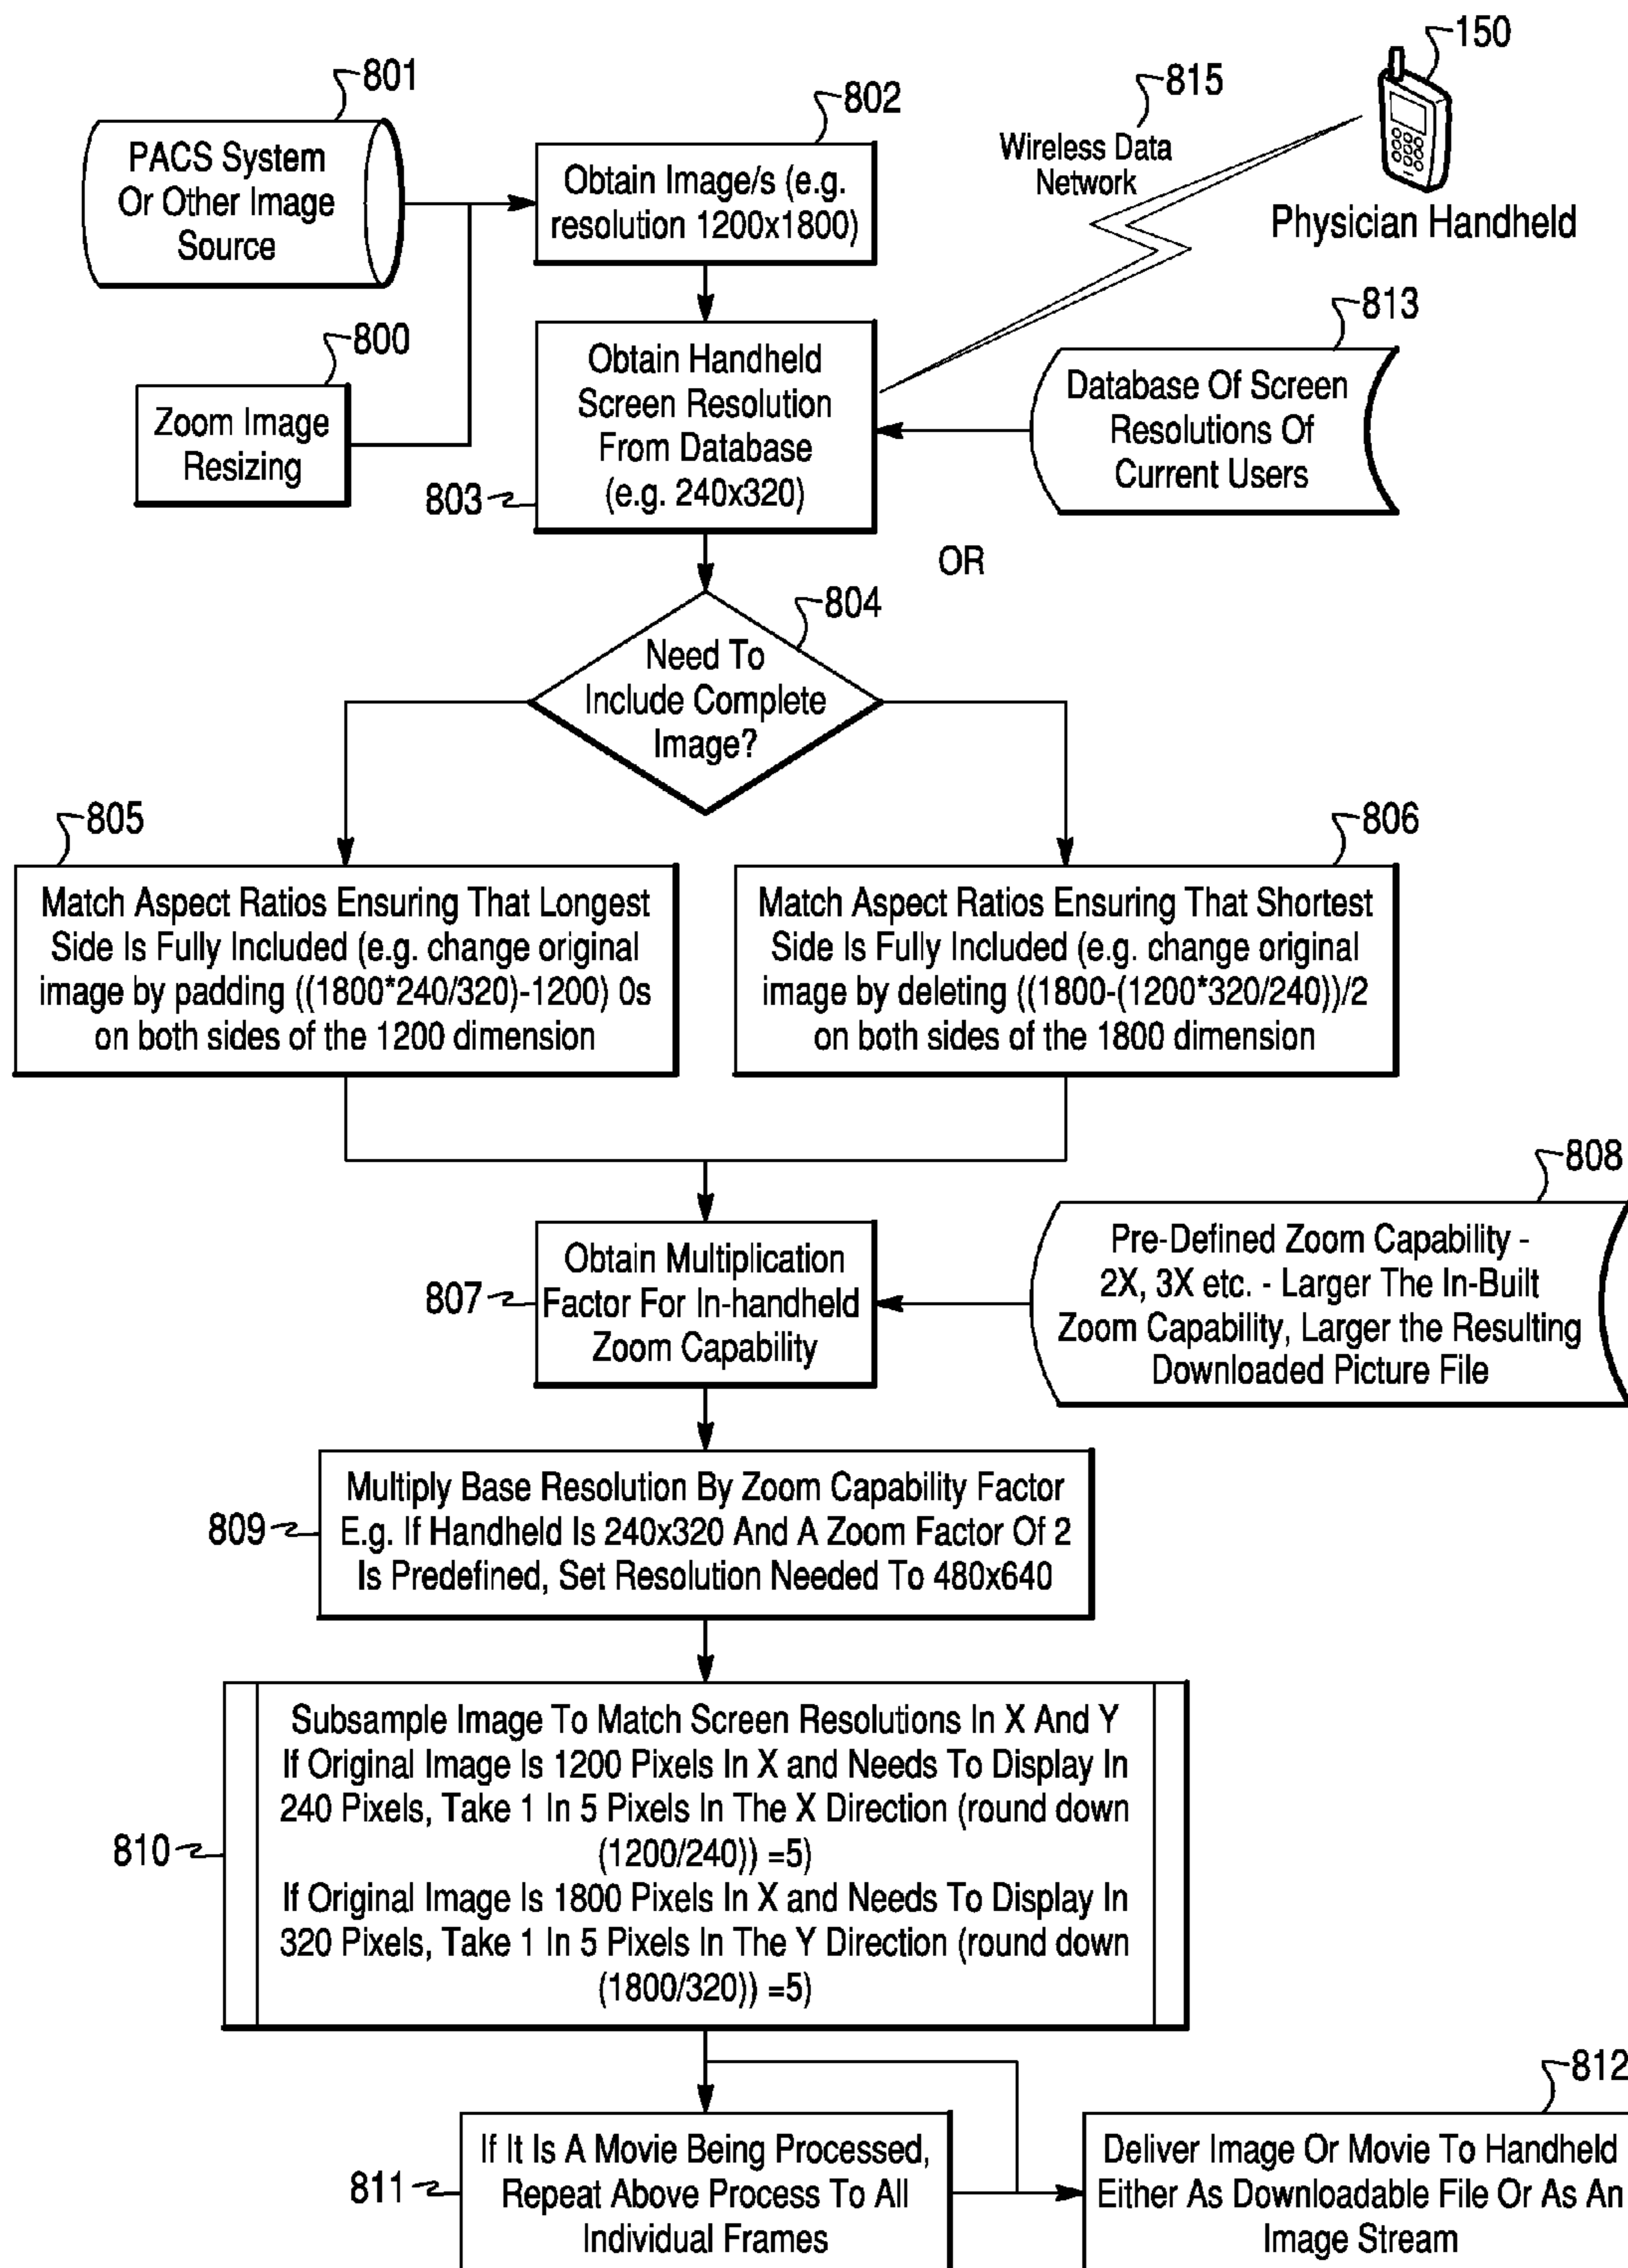 150
801
815
802
PACS System
Or Other Image
Source
Obtain Image/s (e.g.
resolution 1200x1800)
Wireless Data
Network
Physician Handheld
800
Zoom Image
Resizing
813
Obtain Handheld
Screen Resolution
From Database
(e.g. 240x320)
803
Database Of Screen
Resolutions Of
Current Users
OR
804
Need To
Include Complete
Image?
805
Match Aspect Ratios Ensuring That Longest
Side Is Fully Included (e.g. change original
image by padding ((1800*240/320)-1200) 0s
on both sides of the 1200 dimension
806
Match Aspect Ratios Ensuring That Shortest
Side Is Fully Included (e.g. change original
image by deleting ((1800-(1200*320/240))/2
on both sides of the 1800 dimension
808
807
Obtain Multiplication
Factor For In-handheld
Zoom Capability
Pre-Defined Zoom Capability -
2X, 3X etc. - Larger The In-Built
Zoom Capability, Larger the Resulting
Downloaded Picture File
809
Multiply Base Resolution By Zoom Capability Factor
E.g. If Handheld Is 240x320 And A Zoom Factor Of 2
Is Predefined, Set Resolution Needed To 480x640
810
Subsample Image To Match Screen Resolutions In X And Y
If Original Image Is 1200 Pixels In X and Needs To Display In
240 Pixels, Take 1 In 5 Pixels In The X Direction (round down
(1200/240)) =5)
If Original Image Is 1800 Pixels In X and Needs To Display In
320 Pixels, Take 1 In 5 Pixels In The Y Direction (round down
(1800/320)) =5)
811
If It Is A Movie Being Processed,
Repeat Above Process To All
Individual Frames
812
Deliver Image Or Movie To Handheld
Either As Downloadable File Or As An
Image Stream